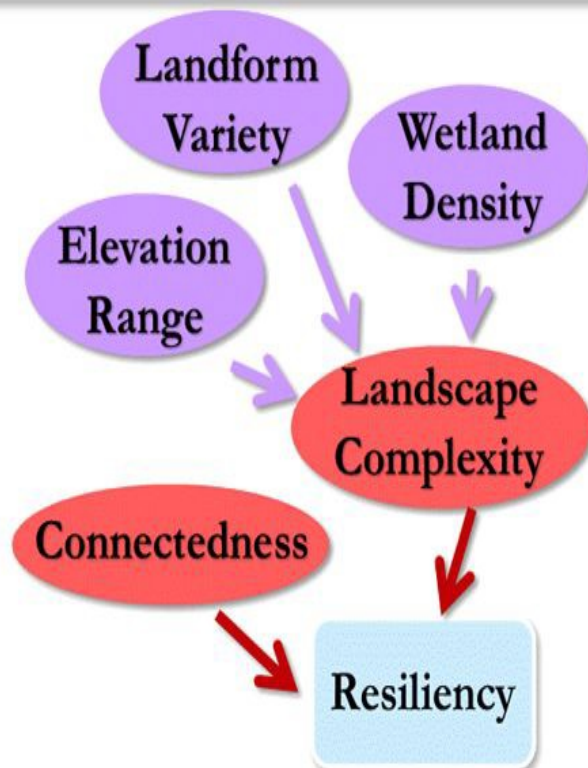 Landform
Variety
Wetland
Density
Elevation
Range
Landscape
Complexity
Connectedness
Resiliency